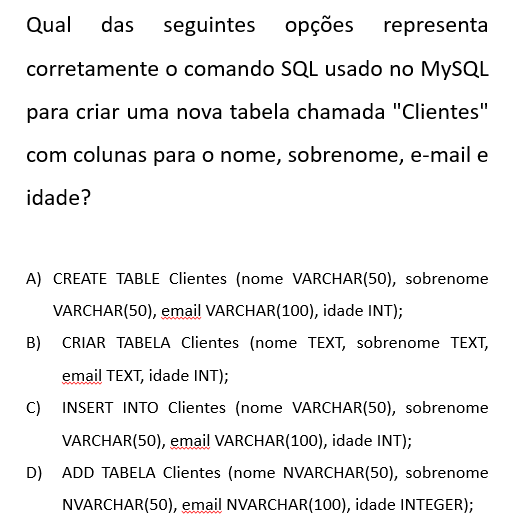 Qual das seguintes opções representa
corretamente o comando SQL usado no MySQL
para criar uma nova tabela chamada "Clientes"
com colunas para o nome, sobrenome, e-mail e
idade?
A) CREATE TABLE Clientes (nome VARCHAR(50), sobrenome
VARCHAR(50), email VARCHAR(100), idade INT);
B) CRIAR TABELA Clientes (nome TEXT, sobrenome TEXT,
email TEXT, idade INT);
C) INSERT INTO Clientes (nome VARCHAR(50), sobrenome
VARCHAR(50), email VARCHAR(100), idade INT);
D) ADD TABELA Clientes (nome NVARCHAR(50), sobrenome
NVARCHAR(50), email NVARCHAR(100), idade INTEGER);